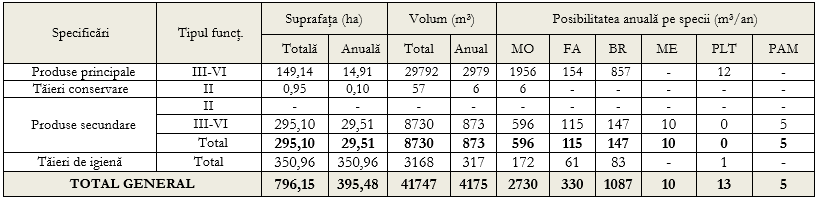 Specificări Tipul funcț. Suprafața (ha) Volum (m³) Posibilitatea anuală pe specii (m³/an)
Totală Anuală Total Anual MO FA BR ME PLT PAM
Produse principale III-VI 149,14 14,91 29792 2979 1956 154 857 - 12 -
Tăieri conservare II 0,95 0,10 57 6 6 - - - - -
Produse secundare II - - - - - - - - - -
III-VI 295,10 29,51 8730 873 596 115 147 10 0 5
Total 295,10 29,51 8730 873 596 115 147 10 0 5
Tăieri de igienă Total 350,96 350,96 3168 317 172 61 83 - 1 -
TOTAL GENERAL 796,15 395,48 41747 4175 2730 330 1087 10 13 5